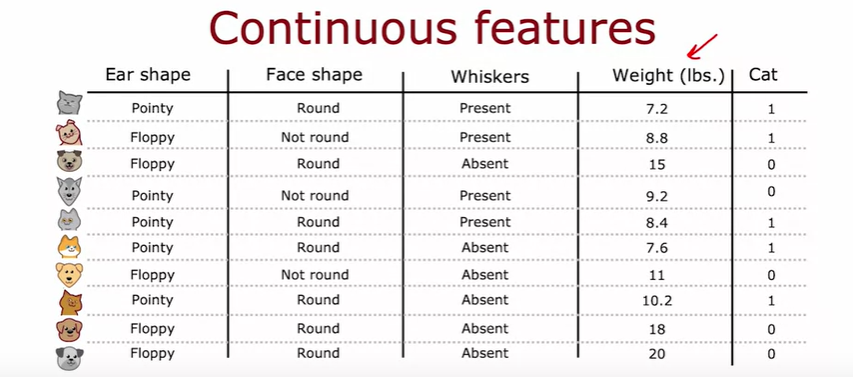 Continuous features
Ear shape Face shape Whiskers Weight (lbs.) Cat
Pointy Round Present 7.2 1
Floppy Not round Present 8.8 1
Floppy Round Absent 15 0
Pointy Not round Present 9.2 0
Pointy Round Present 8.4 1
Pointy Round Absent 7.6 1
Floppy Not round Absent 11 0
Pointy Round Absent 10.2 1
Floppy Round Absent 18 0
Floppy Round Absent 20 0